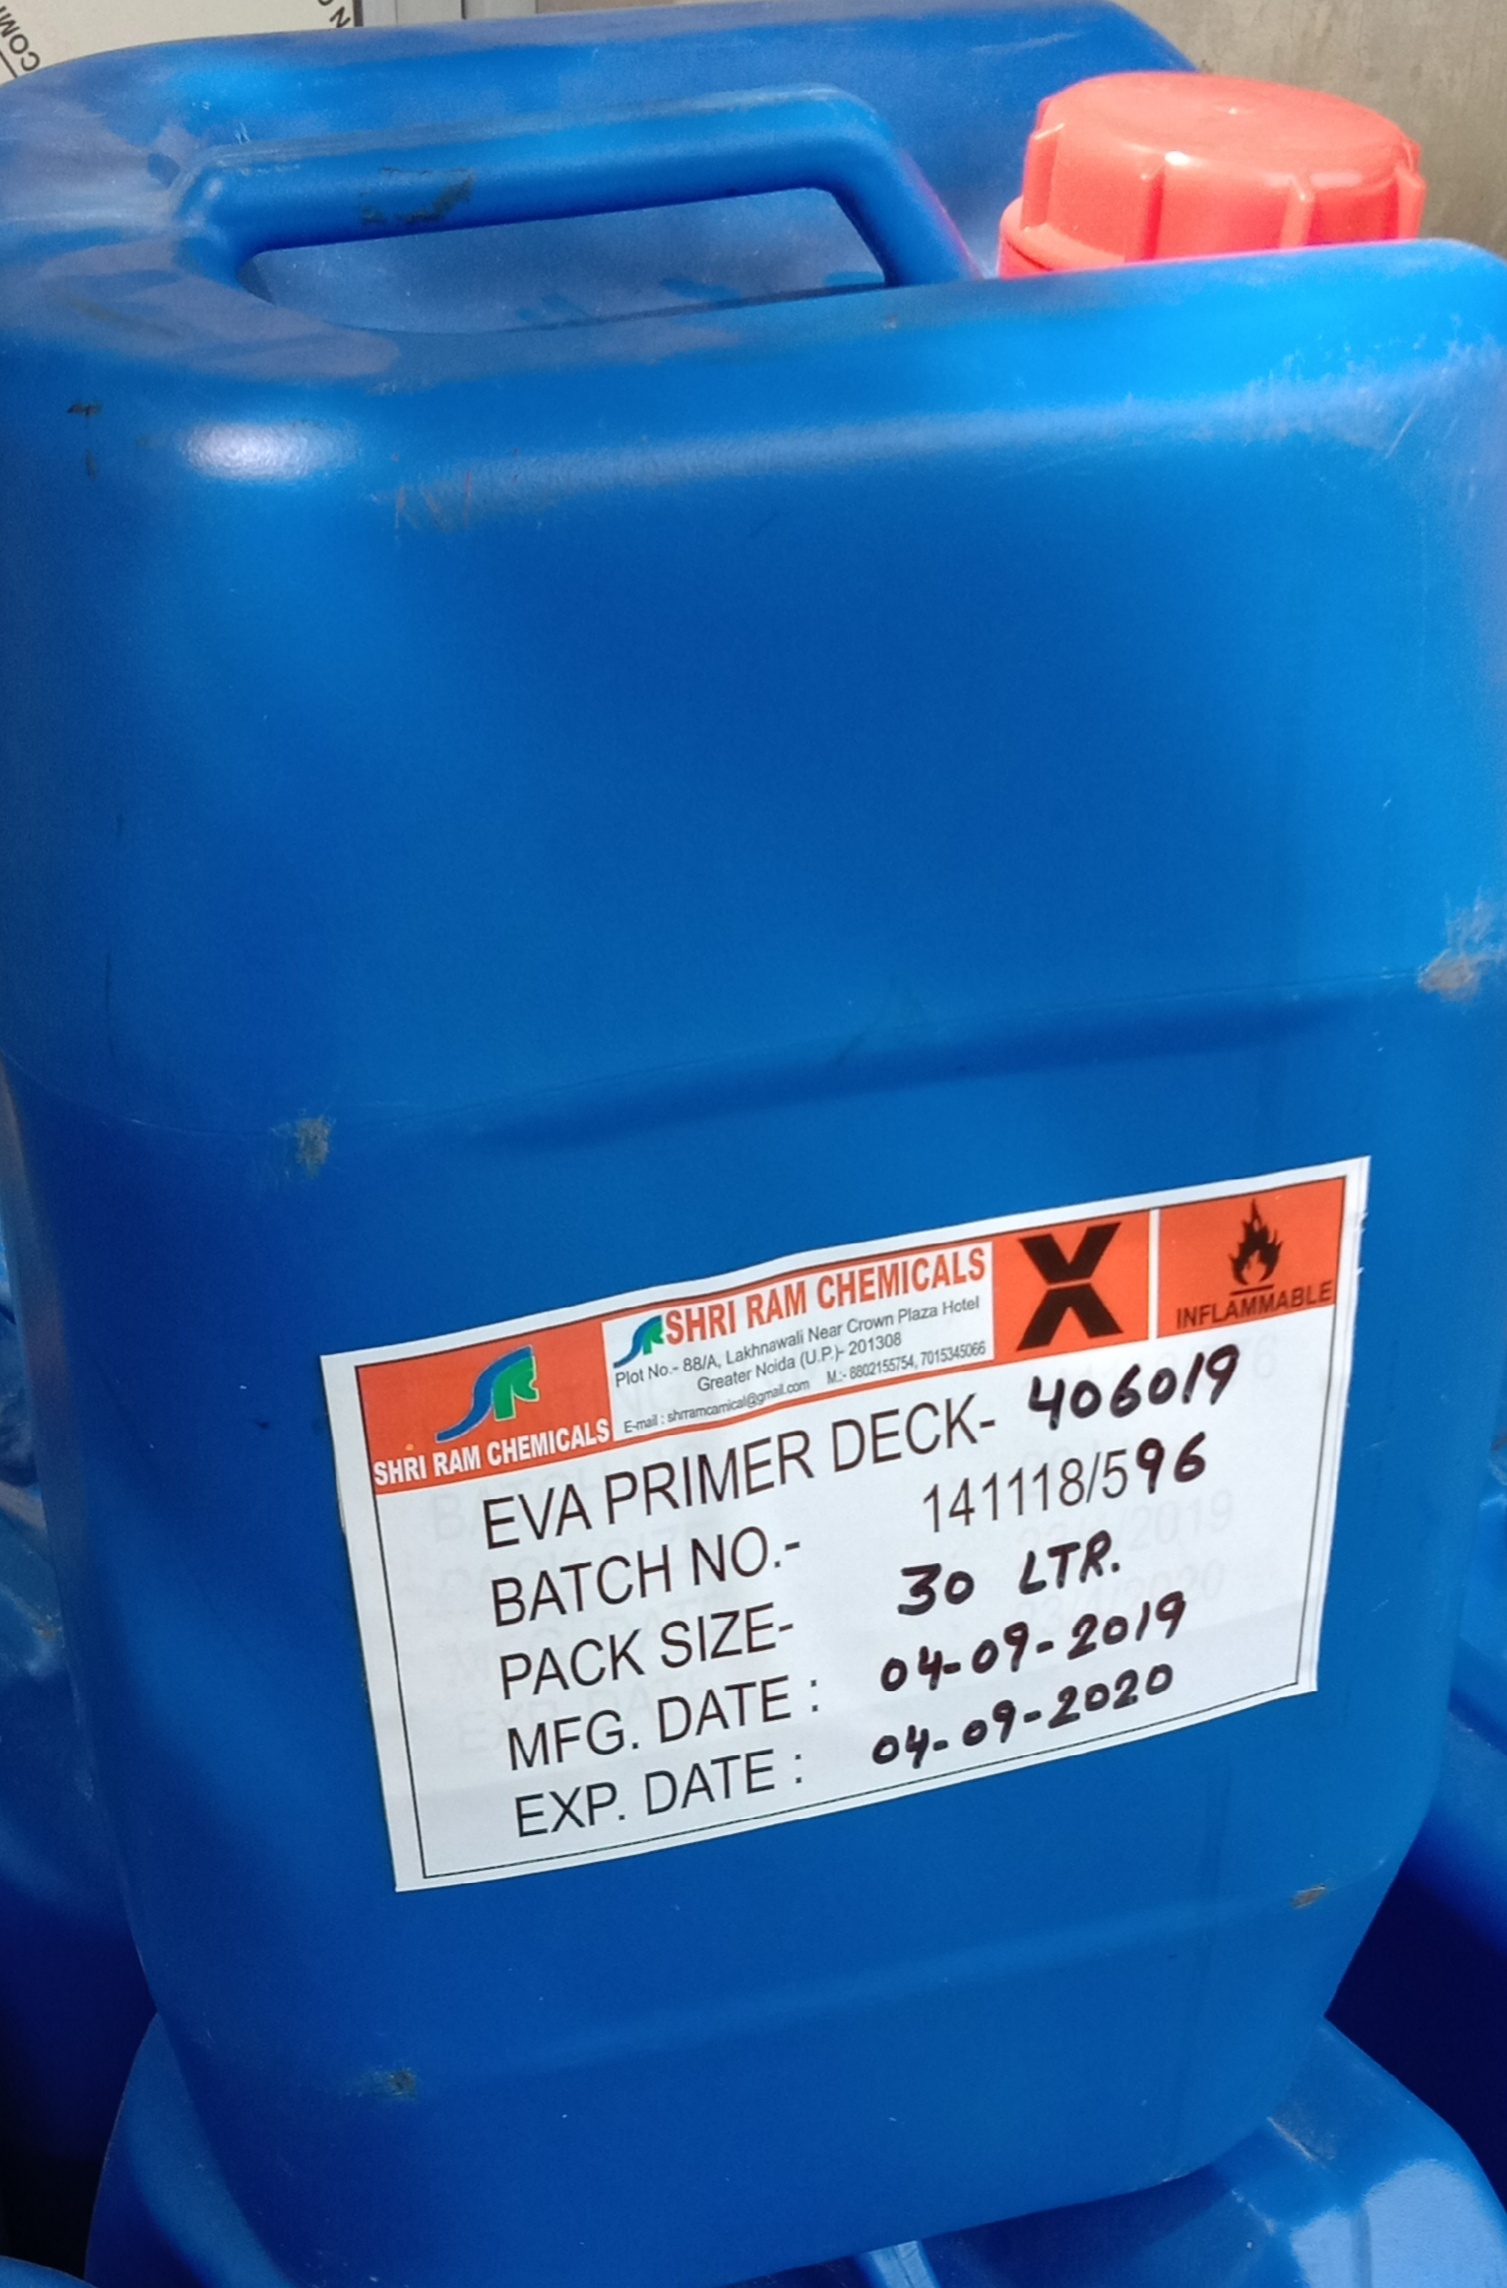 COM
SHRI RAM CHEMICALS
SHRI RAM CHEMICALS
Plot No.- 88/A, Lakhnawali Near Crown Plaza Hotel
Greater Noida (U.P.)- 201308
E-mail : shrramcamical@gmail.com M.:- 8802155754, 7015345066
X
INFLAMMABLE
EVA PRIMER DECK- 406019
BATCH NO.- 141118/596
PACK SIZE- 30 LTR.
MFG. DATE : 04-09-2019
EXP. DATE : 04-09-2020